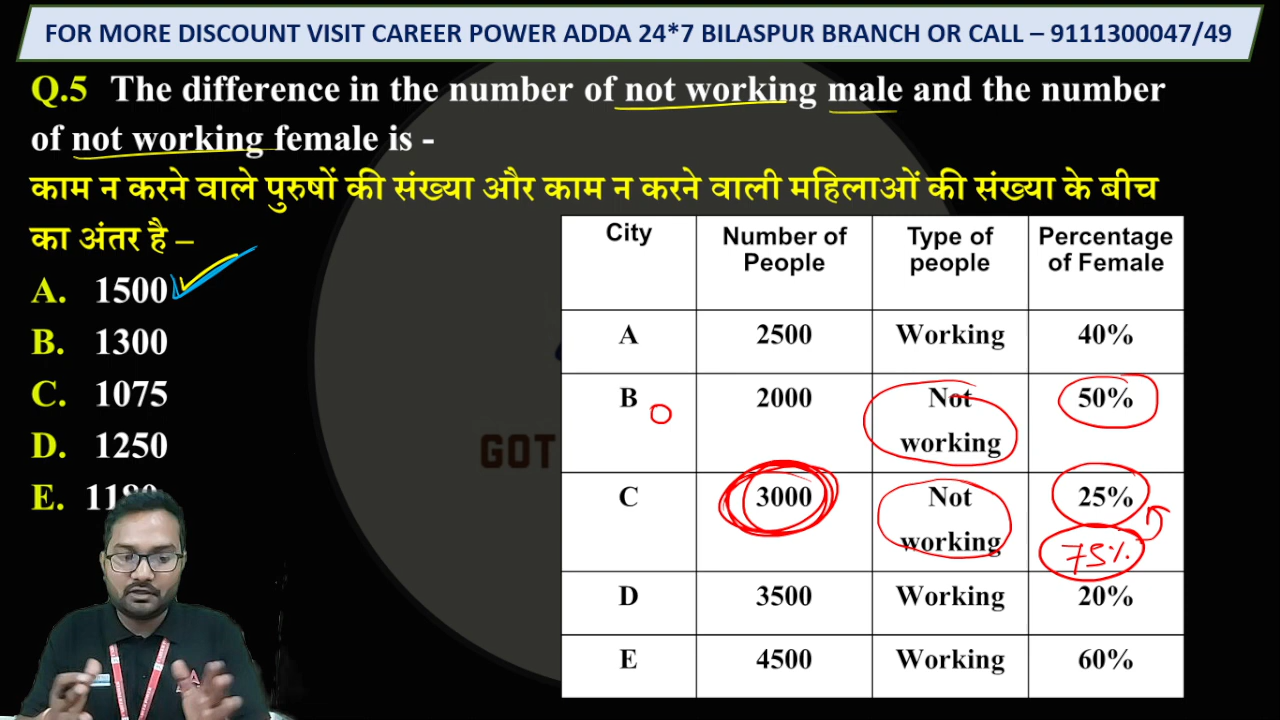 FOR MORE DISCOUNT VISIT CAREER POWER ADDA 24*7 BILASPUR BRANCH OR CALL – 9111300047/49
Q.5 The difference in the number of not working male and the number
of not working female is -
काम न करने वाले पुरुषों की संख्या और काम न करने वाली महिलाओं की संख्या के बीच
का अंतर है –
A. 1500
B. 1300
C. 1075
D. 1250
E. 1180
City Number of People Type of people Percentage of Female
A 2500 Working 40%
B 2000 Not working 50%
0
C 3000 Not working 25%
75%
D 3500 Working 20%
E 4500 Working 60%
GOT